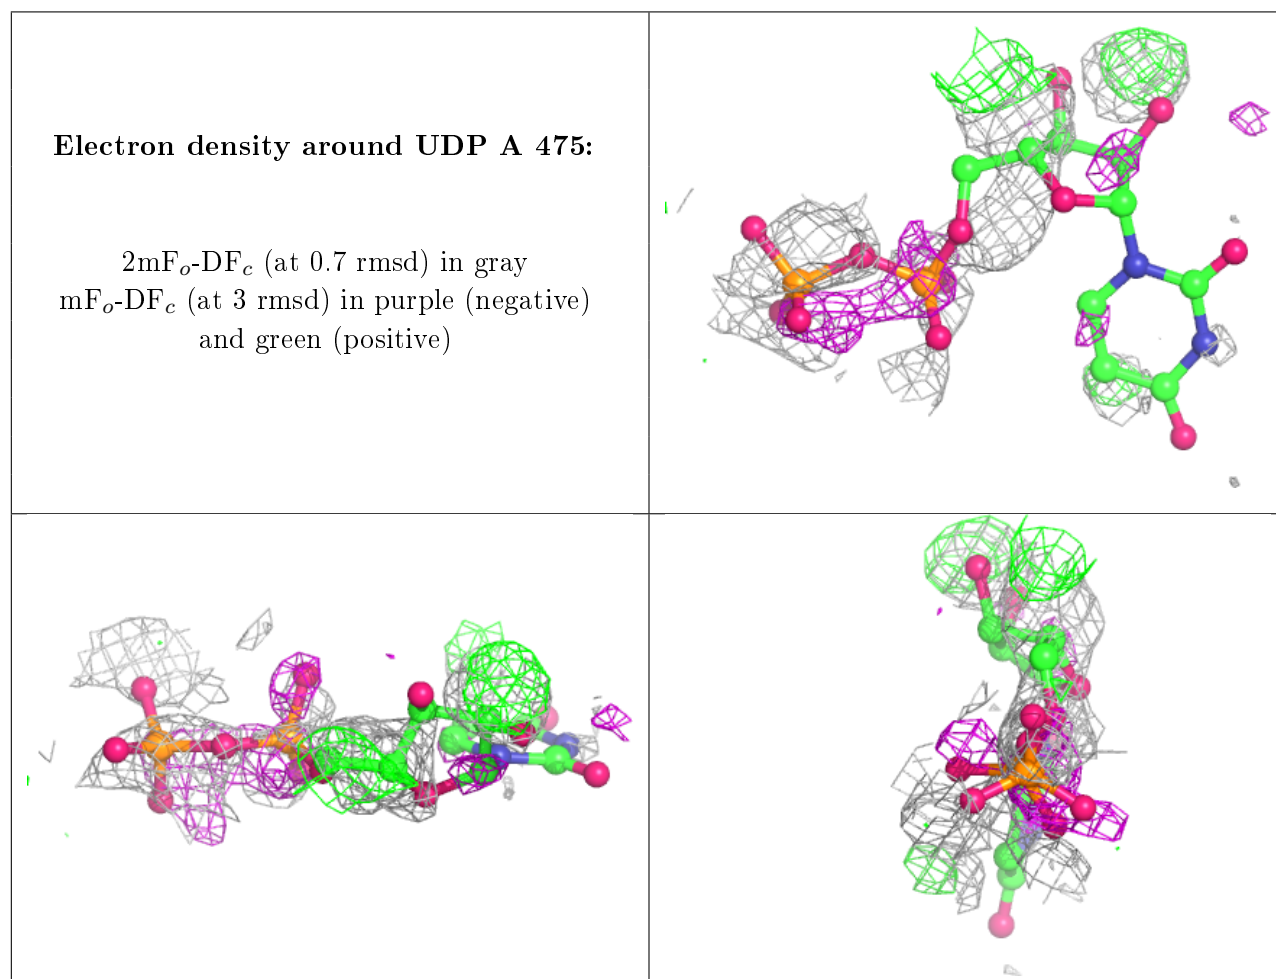 Electron density around UDP A 475:
2mFo-DFc (at 0.7 rmsd) in gray
mFo-DFc (at 3 rmsd) in purple (negative)
and green (positive)